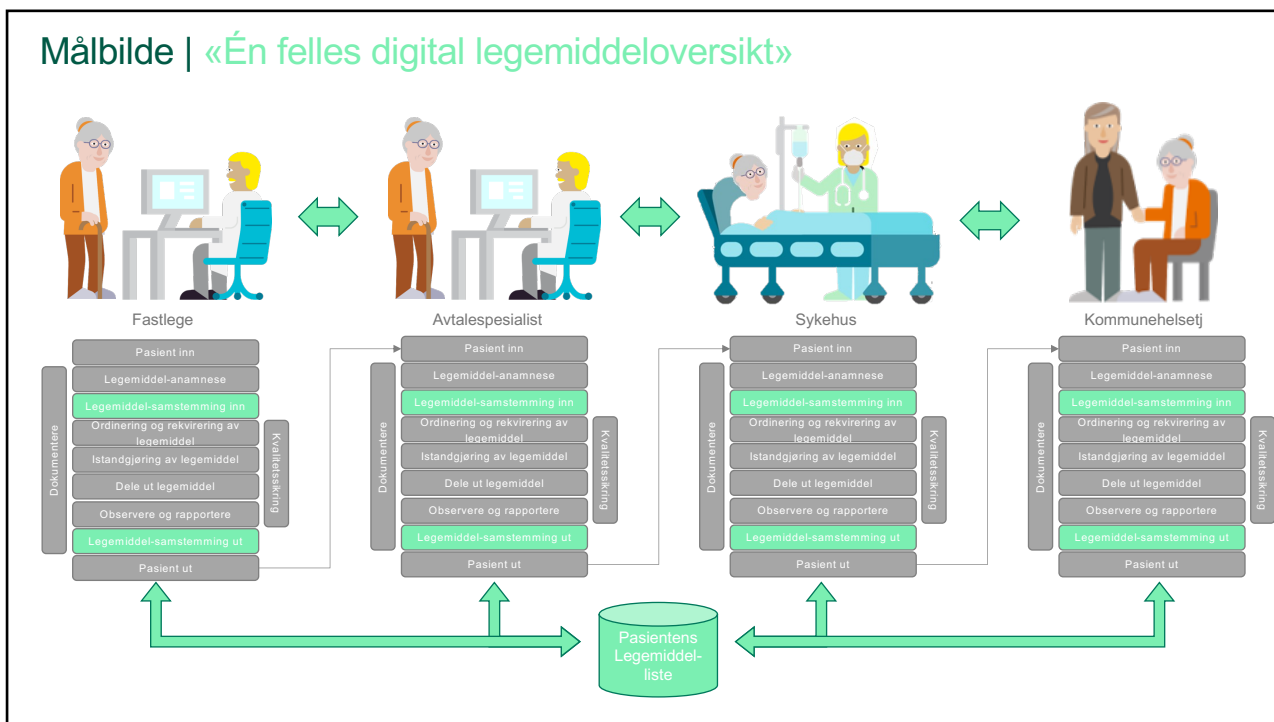 Målbilde | «Én felles digital legemiddeloversikt»
Fastlege
Pasient inn
Legemiddel-anamnese
Legemiddel-samstemming inn
Ordinering og rekvirering av
legemiddel
Istandgjøring av legemiddel
Dele ut legemiddel
Observere og rapportere
Legemiddel-samstemming ut
Pasient ut
Dokumentere
Kvalitetssikring
Avtalespesialist
Pasient inn
Legemiddel-anamnese
Legemiddel-samstemming inn
Ordinering og rekvirering av
legemiddel
Istandgjøring av legemiddel
Dele ut legemiddel
Observere og rapportere
Legemiddel-samstemming ut
Pasient ut
Dokumentere
Kvalitetssikring
Sykehus
Pasient inn
Legemiddel-anamnese
Legemiddel-samstemming inn
Ordinering og rekvirering av
legemiddel
Istandgjøring av legemiddel
Dele ut legemiddel
Observere og rapportere
Legemiddel-samstemming ut
Pasient ut
Dokumentere
Kvalitetssikring
Kommunehelsetj
Pasient inn
Legemiddel-anamnese
Legemiddel-samstemming inn
Ordinering og rekvirering av
legemiddel
Istandgjøring av legemiddel
Dele ut legemiddel
Observere og rapportere
Legemiddel-samstemming ut
Pasient ut
Dokumentere
Kvalitetssikring
Pasientens
Legemiddel-
liste